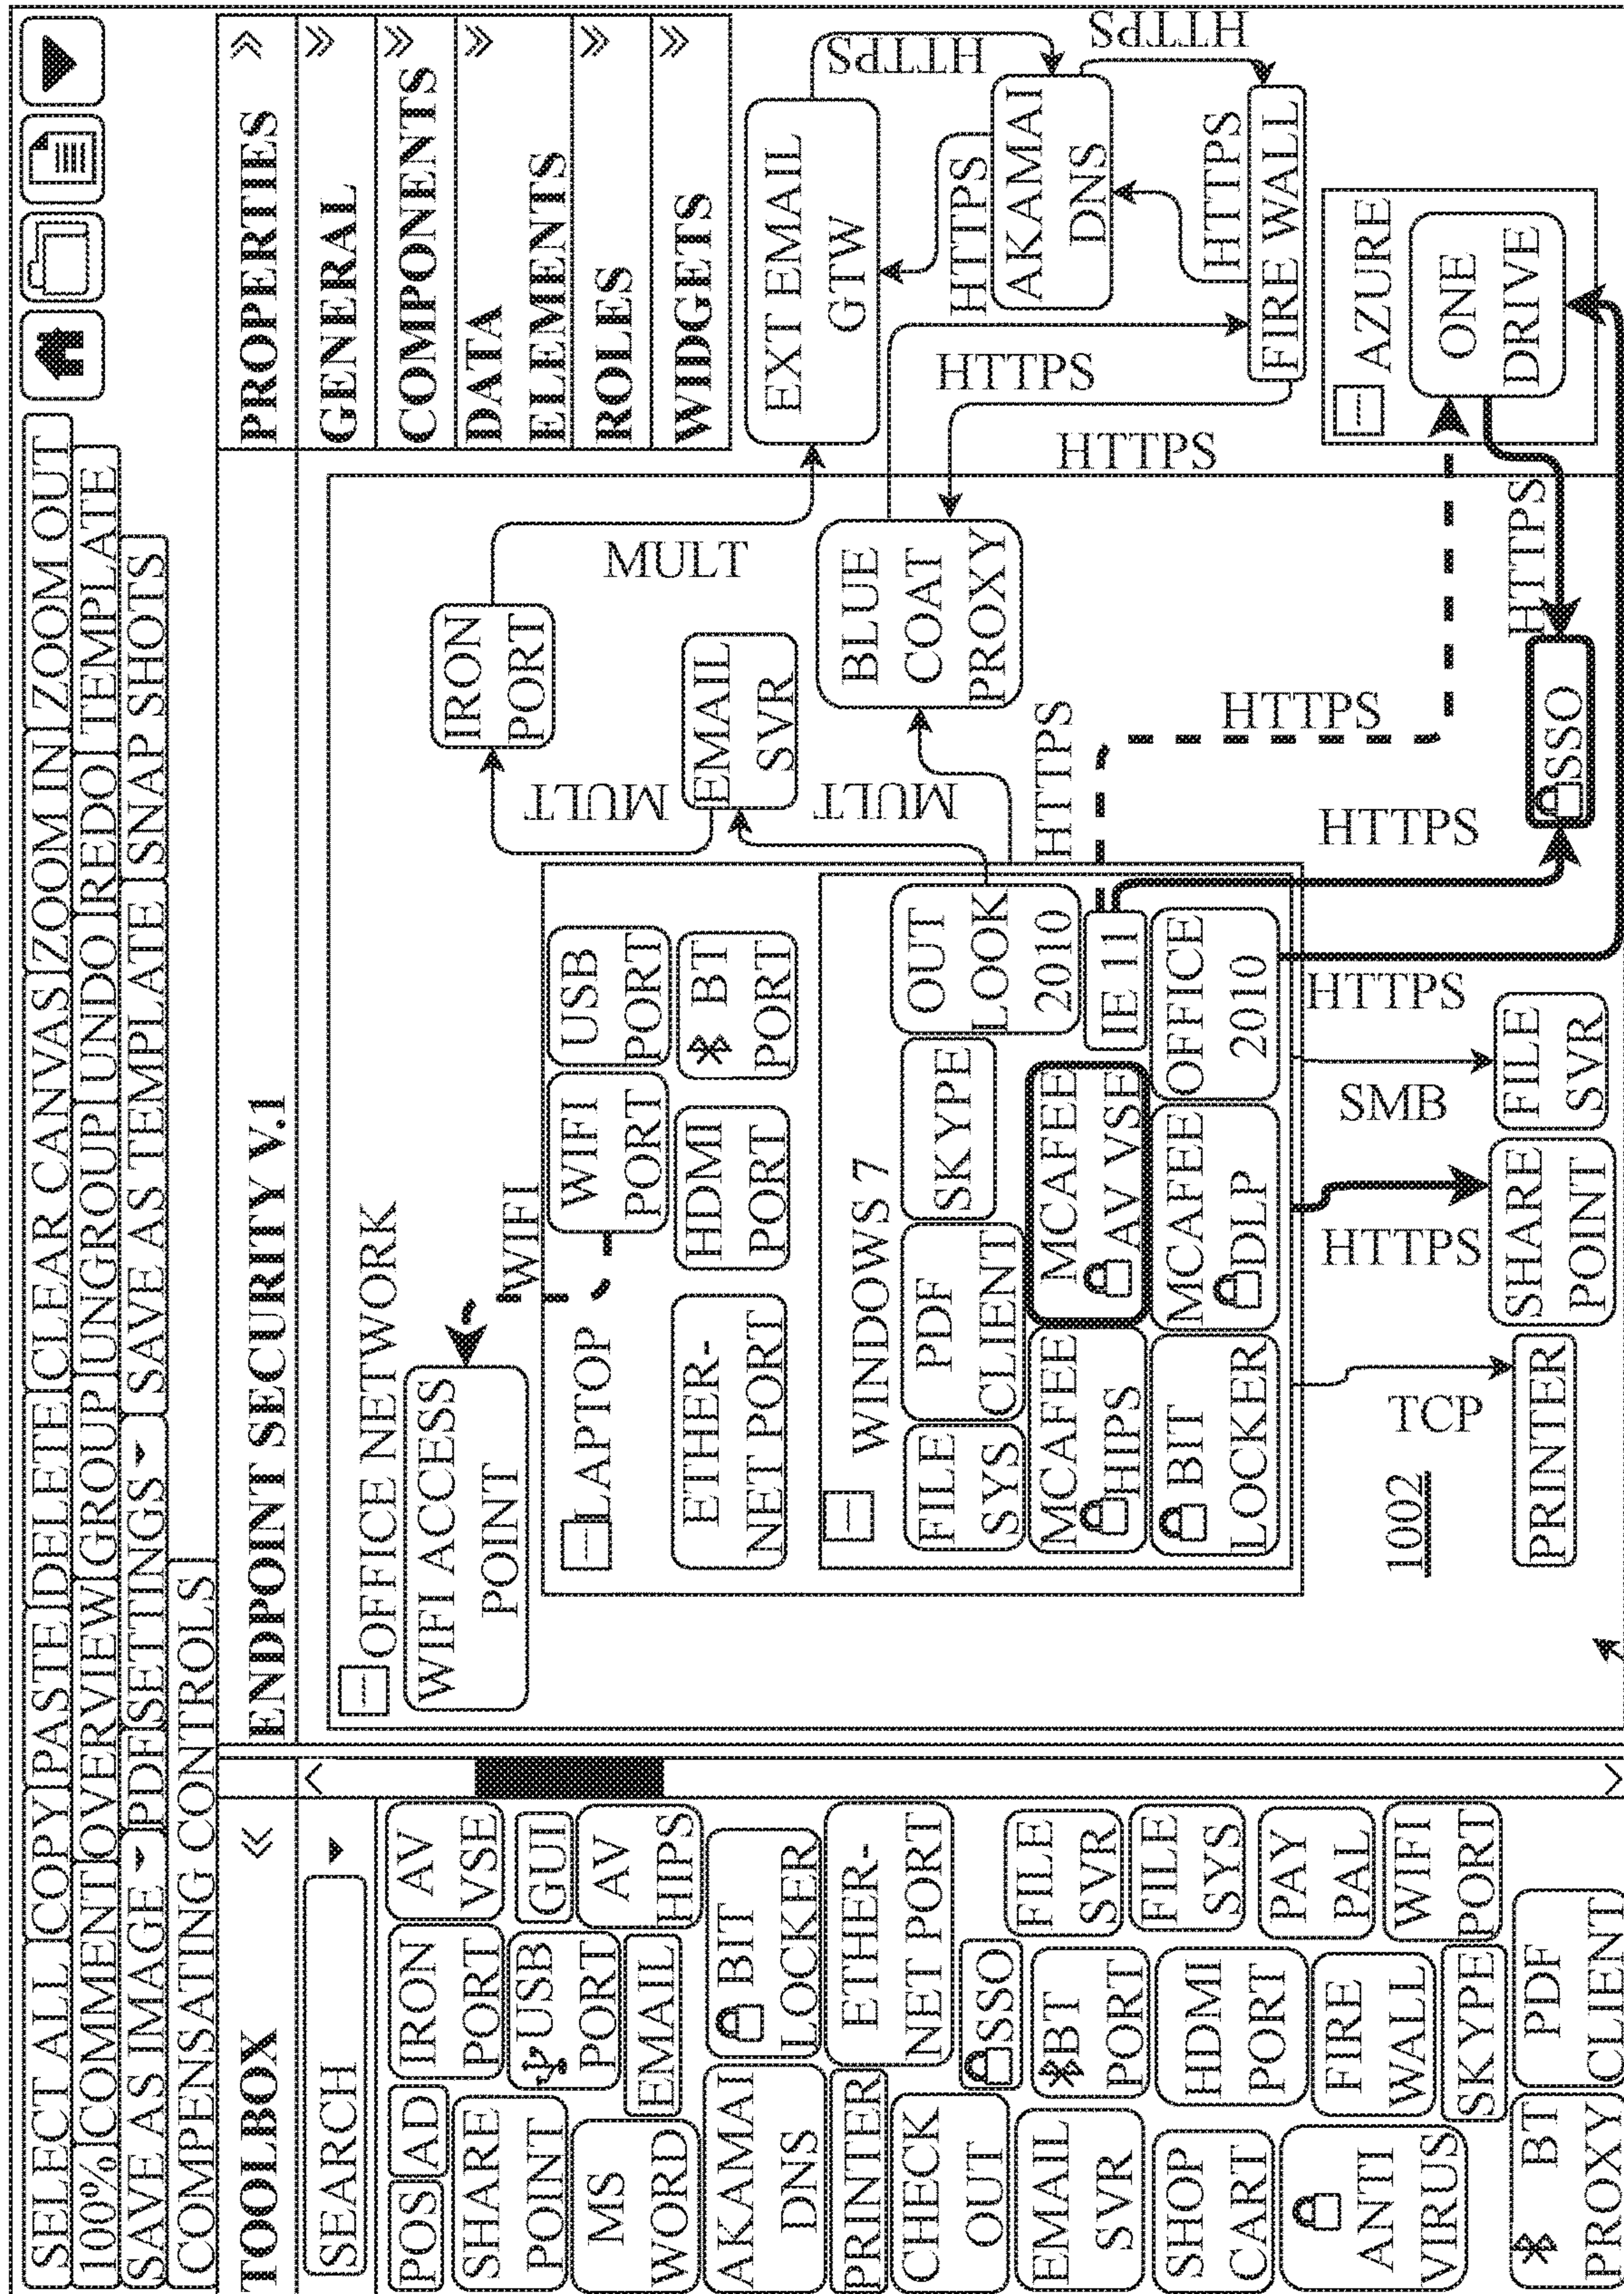 SELECT ALL COPY PASTE DELETE CLEAR CANVAS ZOOM IN ZOOM OUT
100% COMMENT OVERVIEW GROUP UNGROUP UNDO REDO TEMPLATE
SAVE AS IMAGE PDF SETTINGS SAVE AS TEMPLATE SNAP SHOTS
COMPENSATING CONTROLS
TOOLBOX
SEARCH
POS
AD
IRON
PORT
AV
VSE
SHARE
POINT
USB
PORT
GUI
MS
WORD
EMAIL
AV
HIPS
AKAMAI
DNS
BIT
LOCKER
PRINTER
ETHER-
NET PORT
CHECK
OUT
SSO
FILE
SVR
EMAIL
SVR
BT
PORT
FILE
SYS
SHOP
CART
HDMI
PORT
PAY
PAL
ANTI
VIRUS
FIRE
WALL
WIFI
PORT
SKYPE
BT
PROXY
PDF
CLIENT
ENDPOINT SECURITY V.1
OFFICE NETWORK
WIFI ACCESS
POINT
WIFI
LAPTOP
WIFI
PORT
USB
PORT
ETHER-
NET PORT
HDMI
PORT
BT
PORT
WINDOWS 7
FILE
SYS
PDF
CLIENT
SKYPE
OUT
LOOK
2010
MCAFEE
HIPS
MCAFEE
AV VSE
IE 11
BIT
LOCKER
MCAFEE
DLP
OFFICE
2010
IRON
PORT
MULT
MULT
EMAIL
SVR
MULT
BLUE
COAT
PROXY
HTTPS
HTTPS
HTTPS
HTTPS
SSO
HTTPS
1002
TCP
PRINTER
HTTPS
SHARE
POINT
SMB
FILE
SVR
PROPERTIES
GENERAL
COMPONENTS
DATA
ELEMENTS
ROLES
WIDGETS
EXT EMAIL
GTW
HTTPS
HTTPS
AKAMAI
DNS
HTTPS
HTTPS
HTTPS
HTTPS
FIRE WALL
AZURE
ONE
DRIVE